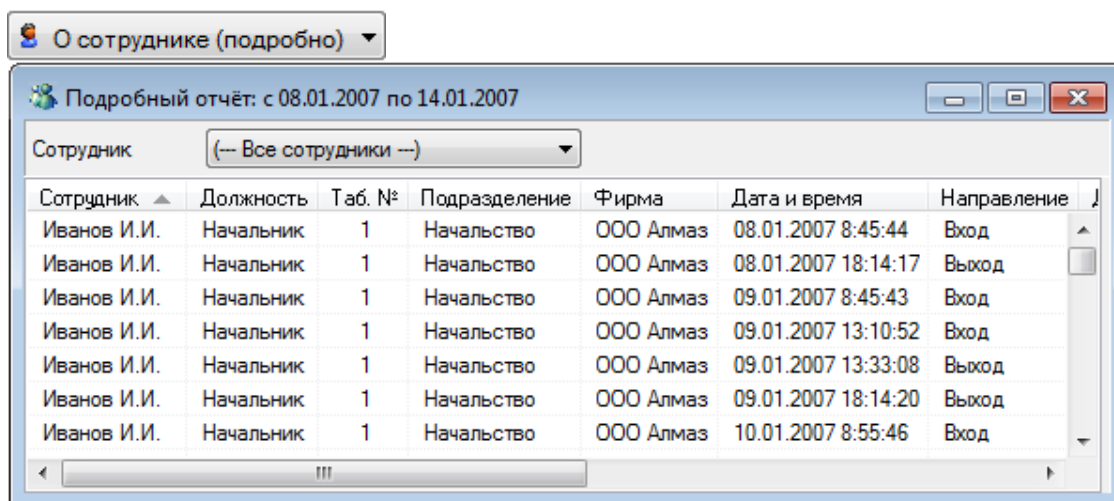 О сотруднике (подробно)
Подробный отчёт: с 08.01.2007 по 14.01.2007
Сотрудник (--- Все сотрудники ---)
Сотрудник Должность Таб. № Подразделение Фирма Дата и время Направление
Иванов И.И. Начальник 1 Начальство ООО Алмаз 08.01.2007 8:45:44 Вход
Иванов И.И. Начальник 1 Начальство ООО Алмаз 08.01.2007 18:14:17 Выход
Иванов И.И. Начальник 1 Начальство ООО Алмаз 09.01.2007 8:45:43 Вход
Иванов И.И. Начальник 1 Начальство ООО Алмаз 09.01.2007 13:10:52 Вход
Иванов И.И. Начальник 1 Начальство ООО Алмаз 09.01.2007 13:33:08 Выход
Иванов И.И. Начальник 1 Начальство ООО Алмаз 09.01.2007 18:14:20 Выход
Иванов И.И. Начальник 1 Начальство ООО Алмаз 10.01.2007 8:55:46 Вход